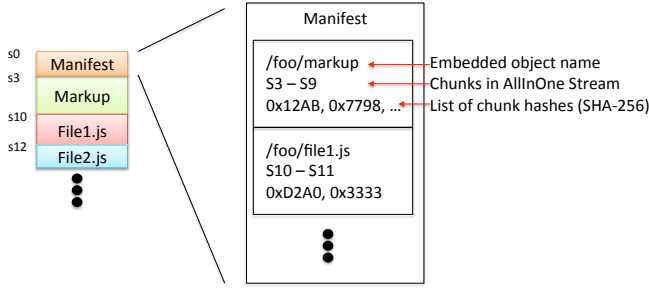 Manifest
s0
Manifest
s3
Markup
s10
File1.js
s12
File2.js
/foo/markup
Embedded object name
S3 – S9
Chunks in AllInOne Stream
0x12AB, 0x7798, ...
List of chunk hashes (SHA-256)
/foo/file1.js
S10 – S11
0xD2A0, 0x3333